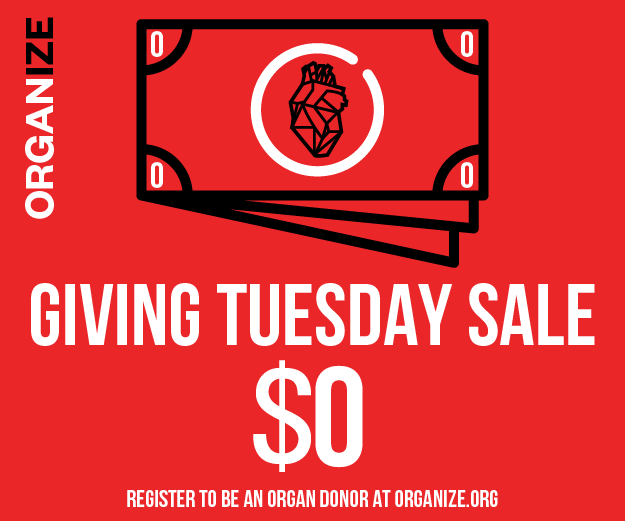 ORGANIZE
0
0
0
0
GIVING TUESDAY SALE
$0
REGISTER TO BE AN ORGAN DONOR AT ORGANIZE.ORG